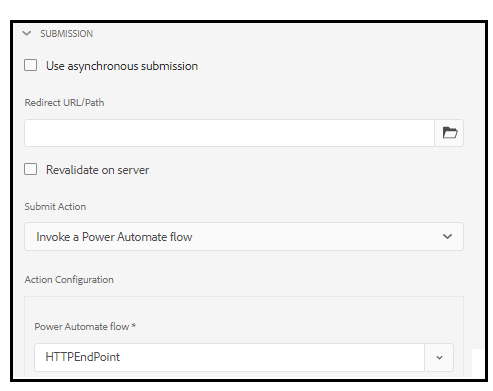 SUBMISSION
Use asynchronous submission
Redirect URL/Path
Revalidate on server
Submit Action
Invoke a Power Automate flow
Action Configuration
Power Automate flow *
HTTPEndPoint